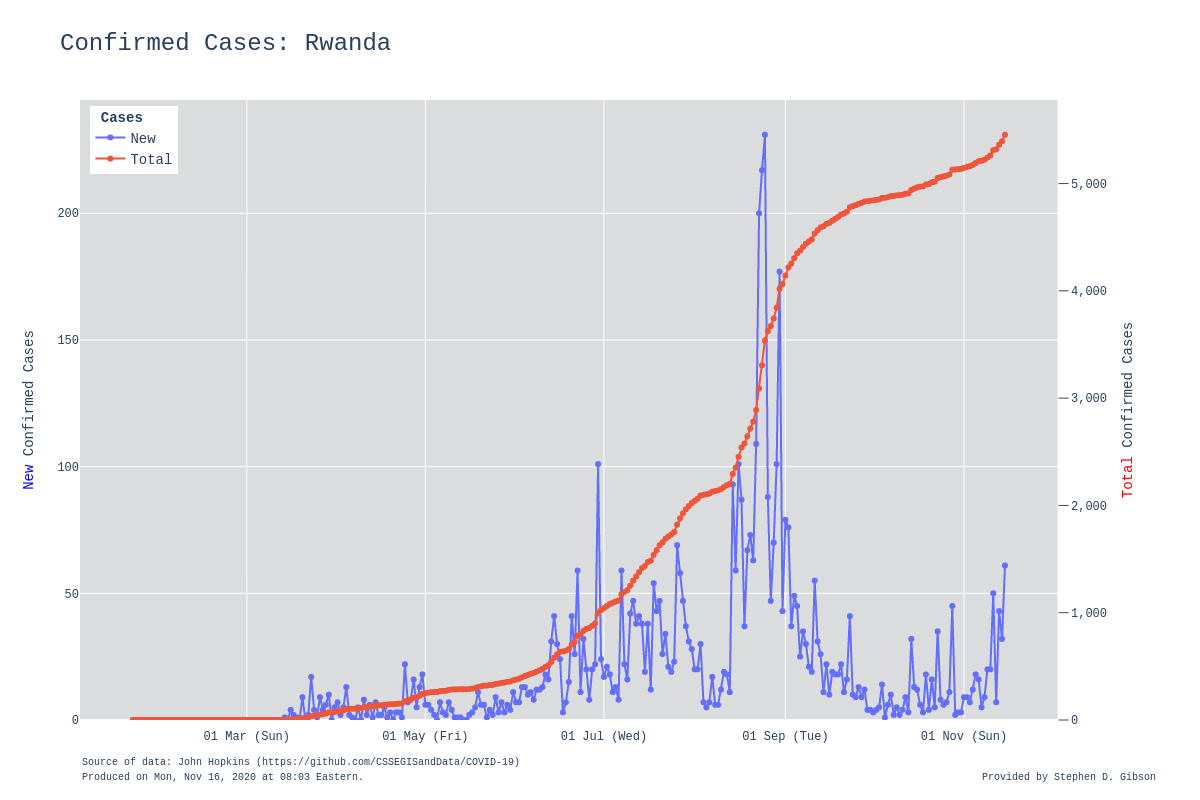 Confirmed Cases: Rwanda
Cases
New
Total
200
150
100
50
0
5,000
4,000
3,000
2,000
1,000
0
New Confirmed Cases
Total Confirmed Cases
01 Mar (Sun)
01 May (Fri)
01 Jul (Wed)
01 Sep (Tue)
01 Nov (Sun)
Source of data: John Hopkins (https://github.com/CSSEGISandData/COVID-19)
Produced on Mon, Nov 16, 2020 at 08:03 Eastern.
Provided by Stephen D. Gibson